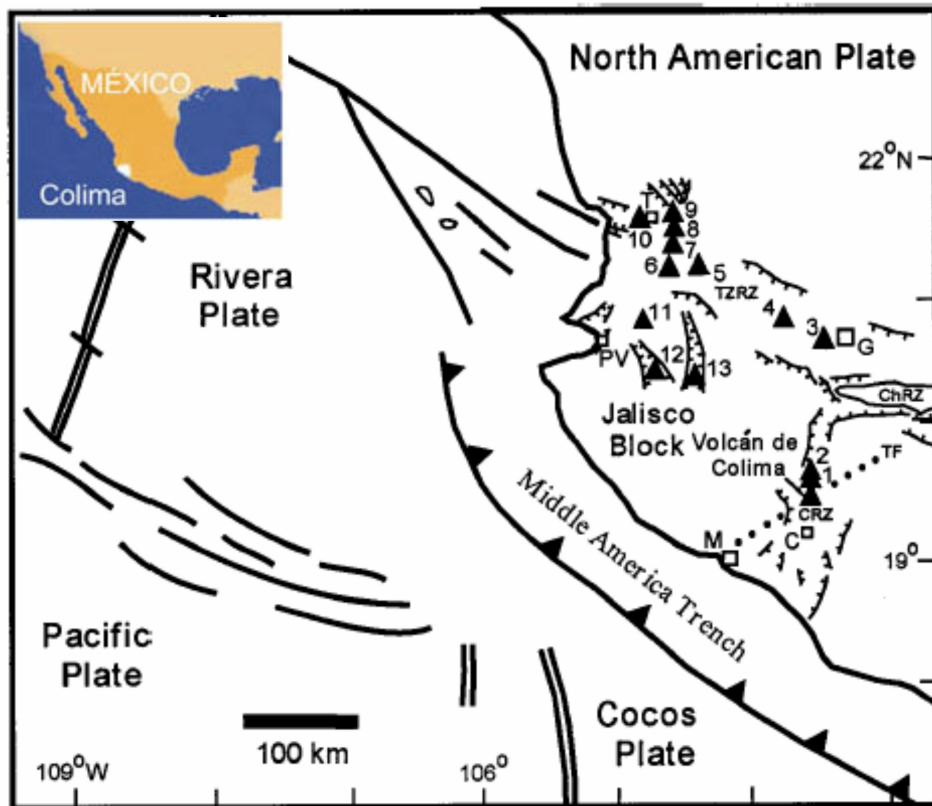 MÉXICO
Colima
North American Plate
22°N
Rivera
Plate
T
9
8
7
10
6
5
TZRZ
4
3
G
11
PV
12
13
ChRZ
Jalisco
Block
Volcán de
Colima
2
1
TF
CRZ
C
M
19°
Middle America Trench
Pacific
Plate
Cocos
Plate
100 km
109°W
106°